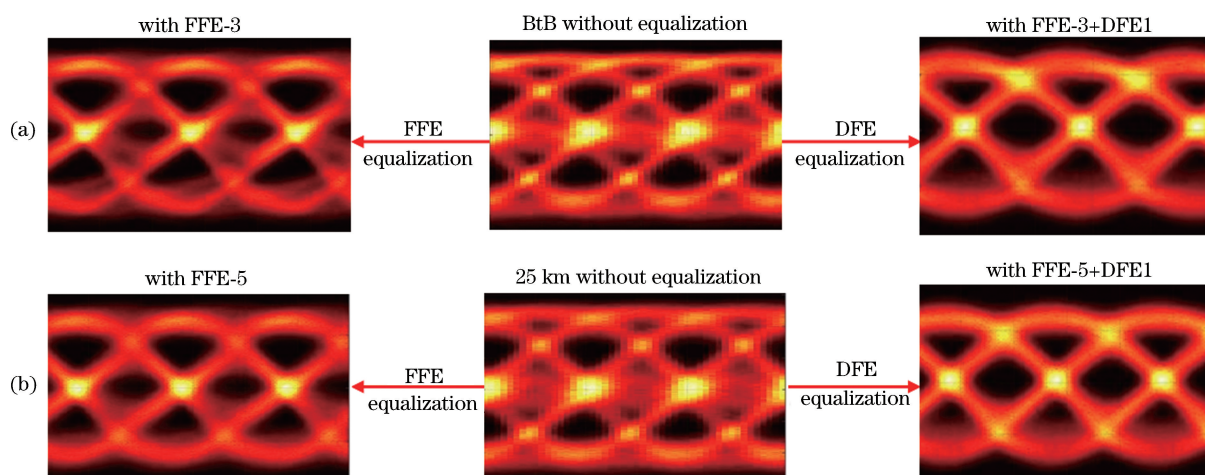 with FFE-3
BtB without equalization
with FFE-3+DFE1
(a)
FFE
equalization
DFE
equalization
with FFE-5
25 km without equalization
with FFE-5+DFE1
(b)
FFE
equalization
DFE
equalization